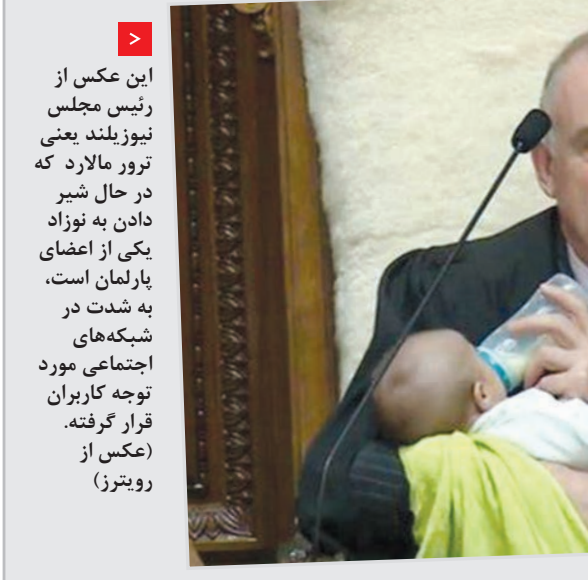 این عکس از
رئیس مجلس
نیوزیلند یعنی
ترور مالارد که
در حال شیر
دادن به نوزاد
یکی از اعضای
پارلمان است،
به شدت در
شبکه‌های
اجتماعی مورد
توجه کاربران
قرار گرفته.
(عکس از
رویترز)